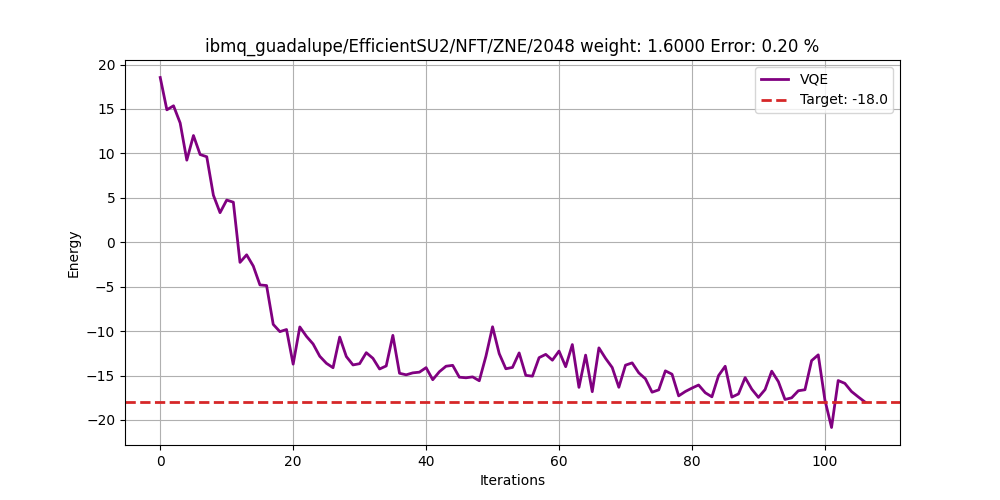 ibmq_guadalupe/EfficientSU2/NFT/ZNE/2048 weight: 1.6000 Error: 0.20 %
VQE
Target: -18.0
20
15
10
5
0
−5
−10
−15
−20
Energy
0 20 40 60 80 100
Iterations